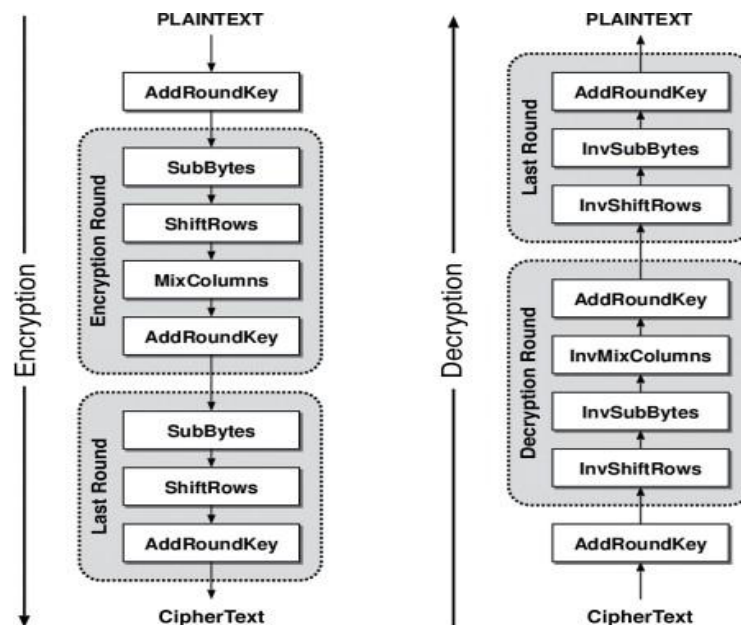 PLAINTEXT
AddRoundKey
SubBytes
ShiftRows
MixColumns
AddRoundKey
Encryption Round
SubBytes
ShiftRows
AddRoundKey
Last Round
CipherText
Encryption
PLAINTEXT
AddRoundKey
InvSubBytes
InvShiftRows
Last Round
AddRoundKey
InvMixColumns
InvSubBytes
InvShiftRows
Decryption Round
AddRoundKey
CipherText
Decryption